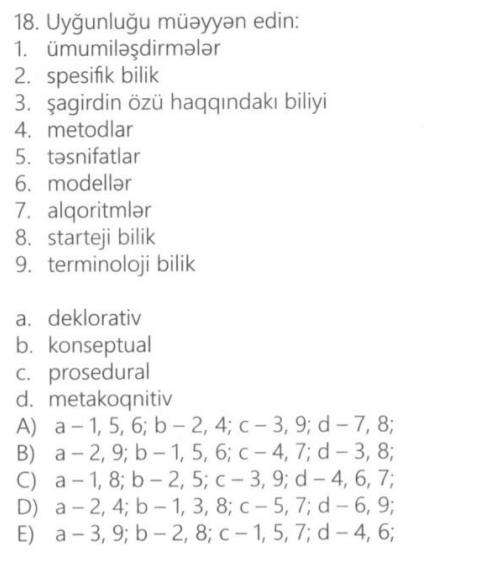 18. Uyğunluğu müəyyən edin:
1. ümumiləşdirmələr
2. spesifik bilik
3. şagirdin özü haqqındakı biliyi
4. metodlar
5. təsnifatlar
6. modellər
7. alqoritmlər
8. starteji bilik
9. terminoloji bilik
a. deklorativ
b. konseptual
c. prosedural
d. metakoqnitiv
A) a – 1, 5, 6; b – 2, 4; c – 3, 9; d – 7, 8;
B) a – 2, 9; b – 1, 5, 6; c – 4, 7; d – 3, 8;
C) a – 1, 8; b – 2, 5; c – 3, 9; d – 4, 6, 7;
D) a – 2, 4; b – 1, 3, 8; c – 5, 7; d – 6, 9;
E) a – 3, 9; b – 2, 8; c – 1, 5, 7; d – 4, 6;